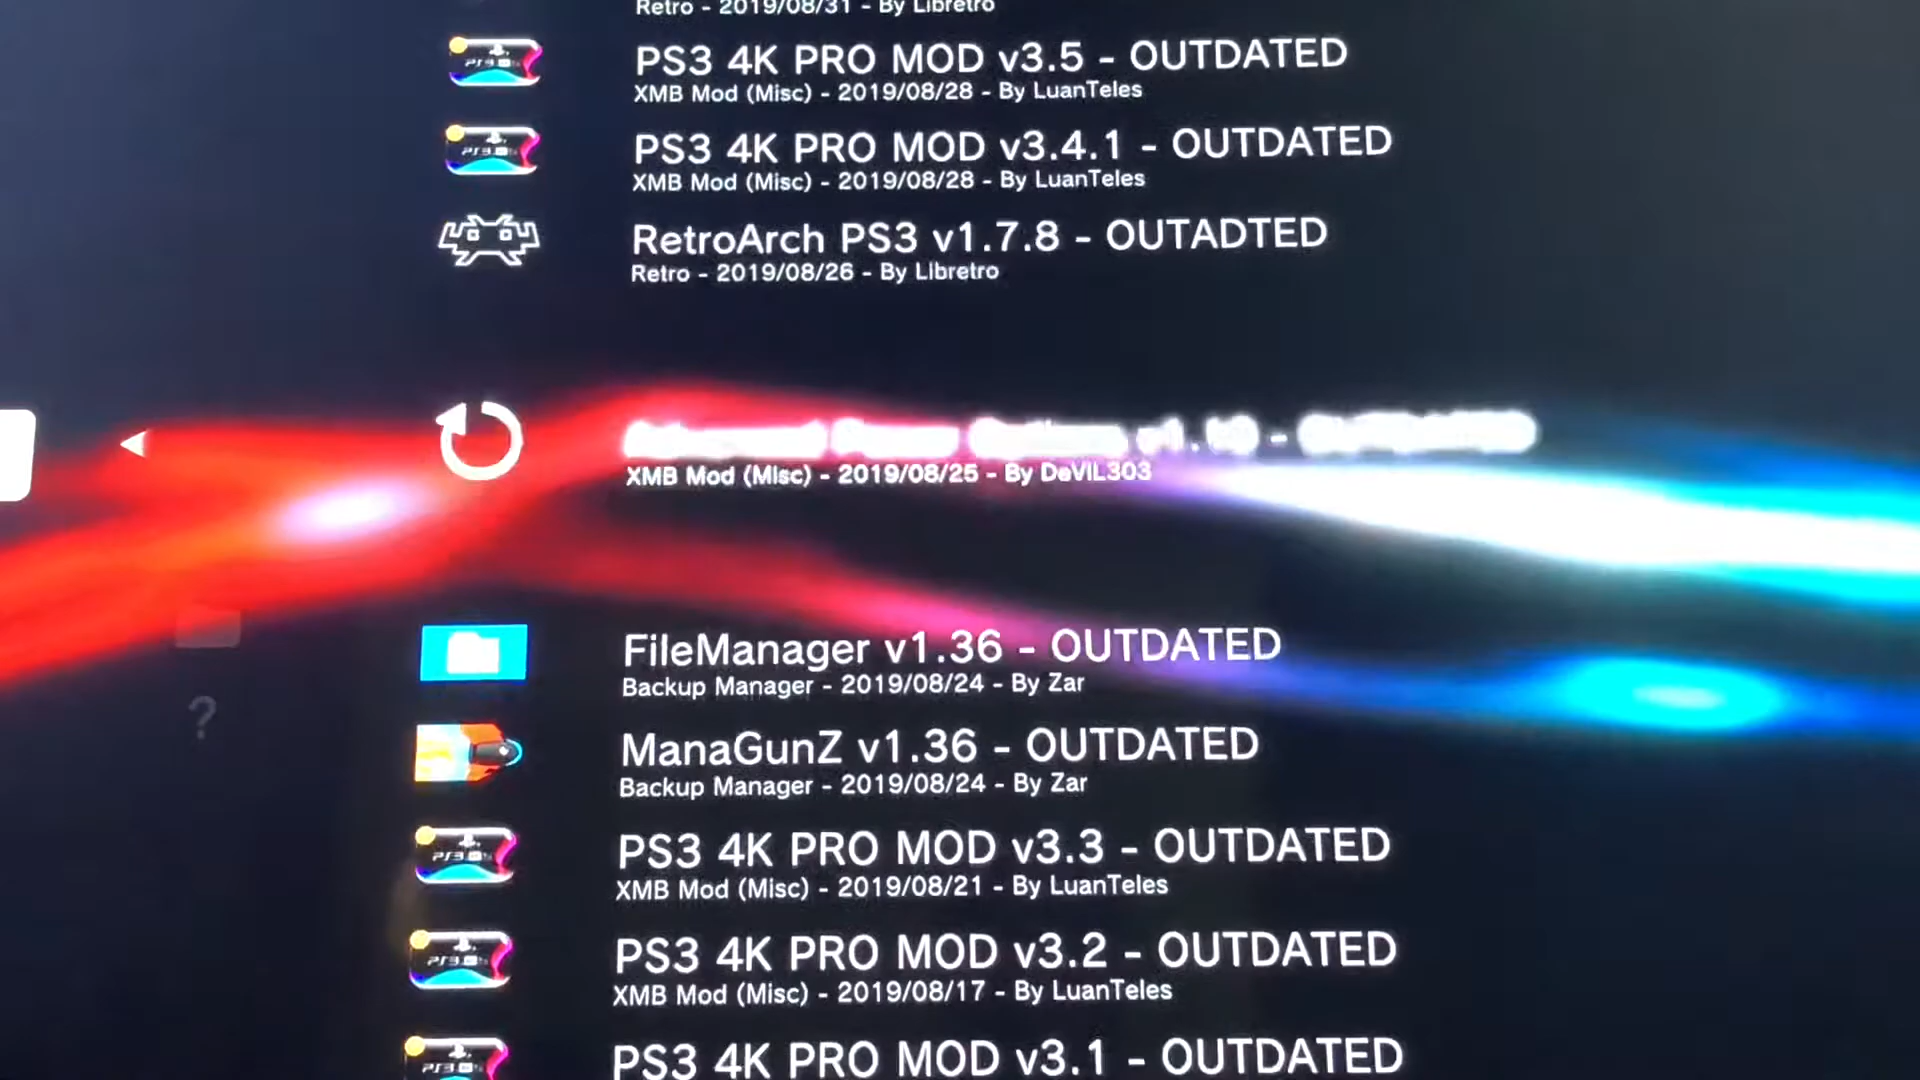 Retro - 2019/08/31 - By Libretro
PS3 4K PRO MOD v3.5 - OUTDATED
XMB Mod (Misc) - 2019/08/28 - By LuanTeles
PS3 4K PRO MOD v3.4.1 - OUTDATED
XMB Mod (Misc) - 2019/08/28 - By LuanTeles
RetroArch PS3 v1.7.8 - OUTADTED
Retro - 2019/08/26 - By Libretro
XMB Mod (Misc) - 2019/08/25 - By DeViL303
FileManager v1.36 - OUTDATED
Backup Manager - 2019/08/24 - By Zar
?
ManaGunZ v1.36 - OUTDATED
Backup Manager - 2019/08/24 - By Zar
PS3 4K PRO MOD v3.3 - OUTDATED
XMB Mod (Misc) - 2019/08/21 - By LuanTeles
PS3 4K PRO MOD v3.2 - OUTDATED
XMB Mod (Misc) - 2019/08/17 - By LuanTeles
PS3 4K PRO MOD v3.1 - OUTDATED